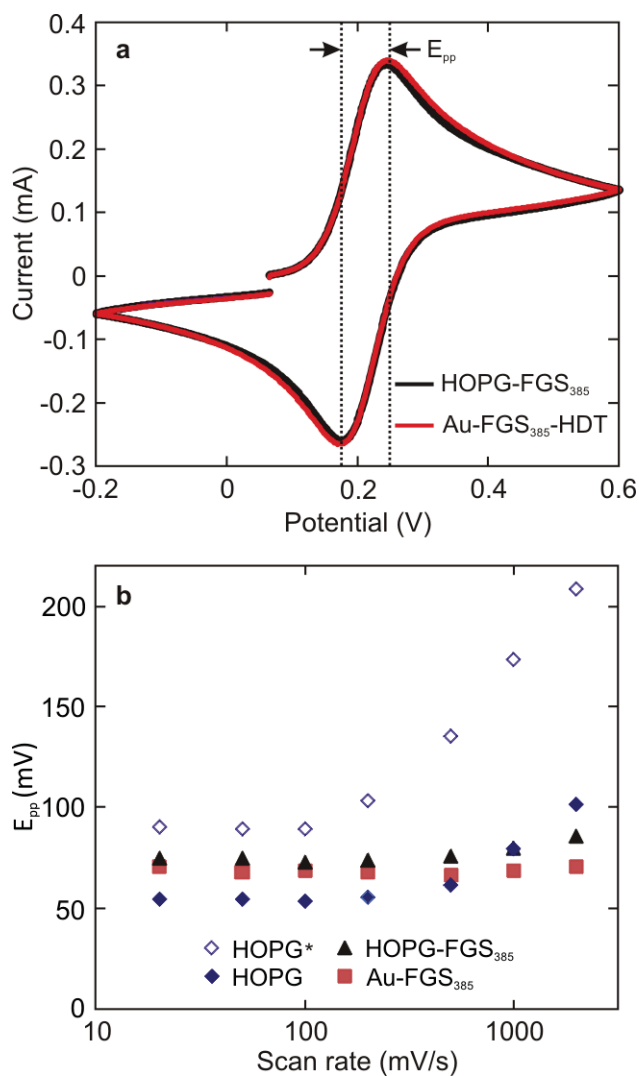 a
E_pp
0.4
0.3
0.2
0.1
0
-0.1
-0.2
-0.3
Current (mA)
HOPG-FGS₃₈₅
Au-FGS₃₈₅-HDT
-0.2 0 0.2 0.4 0.6
Potential (V)
b
200
150
100
50
0
E_pp (mV)
HOPG* HOPG-FGS₃₈₅
HOPG Au-FGS₃₈₅
10 100 1000
Scan rate (mV/s)